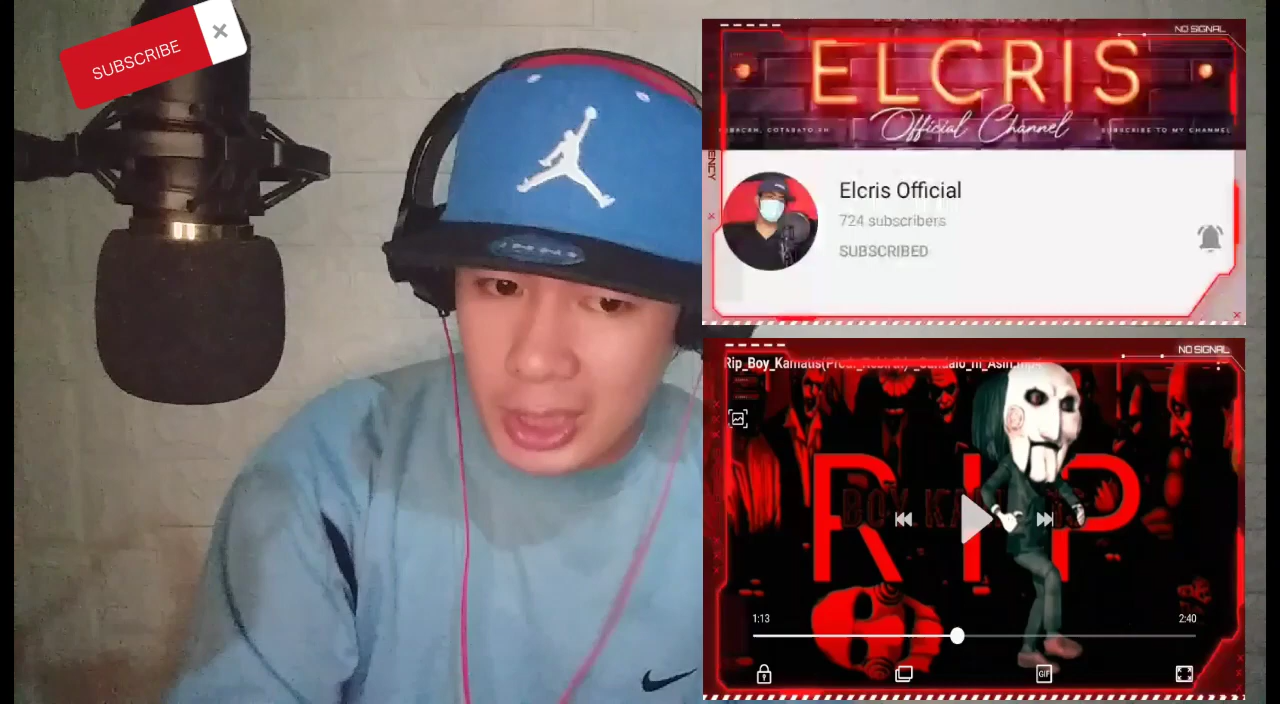 SUBSCRIBE
NO SIGNAL
ELCRIS
Official Channel
SUBSCRIBE TO MY CHANNEL
Elcris Official
724 subscribers
SUBSCRIBED
NO SIGNAL
RIP
1:13
2:40
GIF